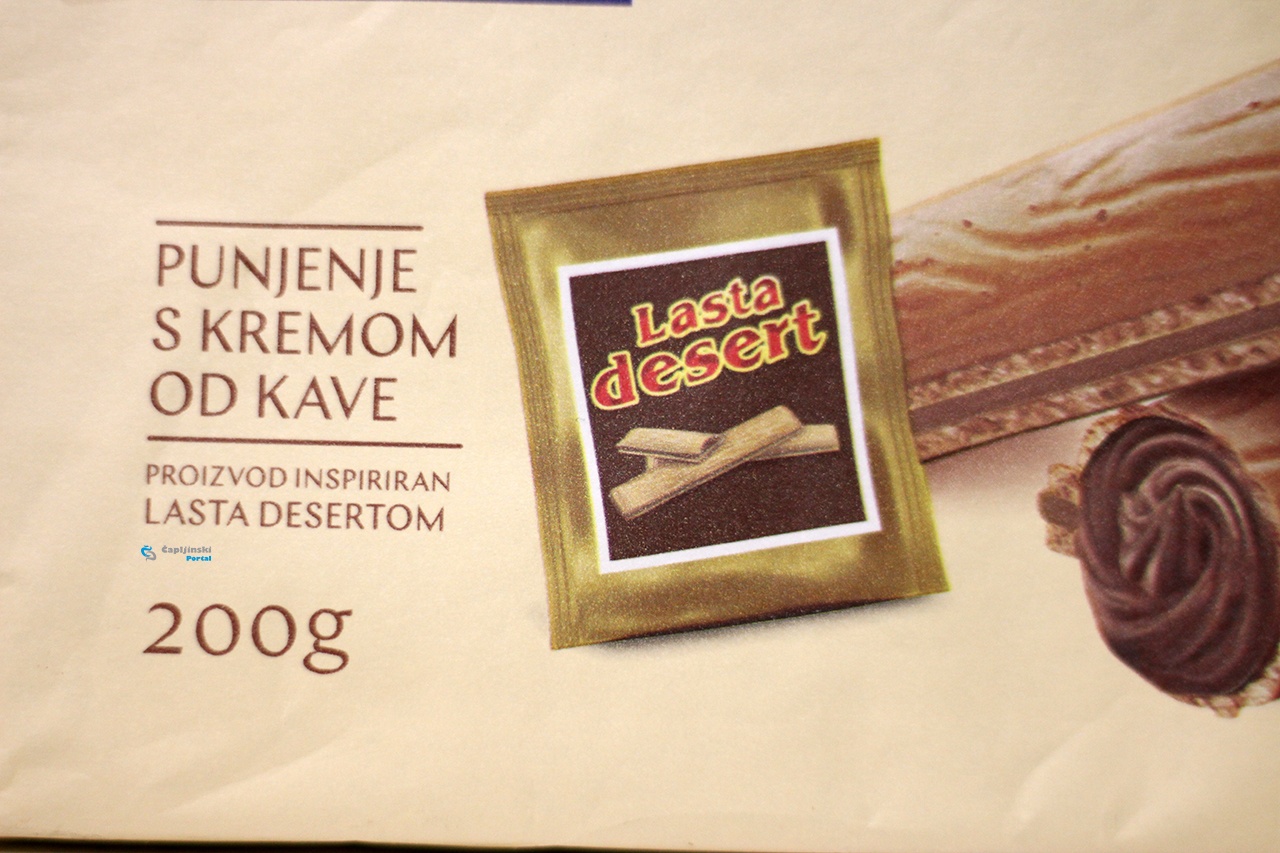 PUNJENJE
S KREMOM
OD KAVE
PROIZVOD INSPIRIRAN
LASTA DESERTOM
Čapljinski
Portal
200g
Lasta
desert